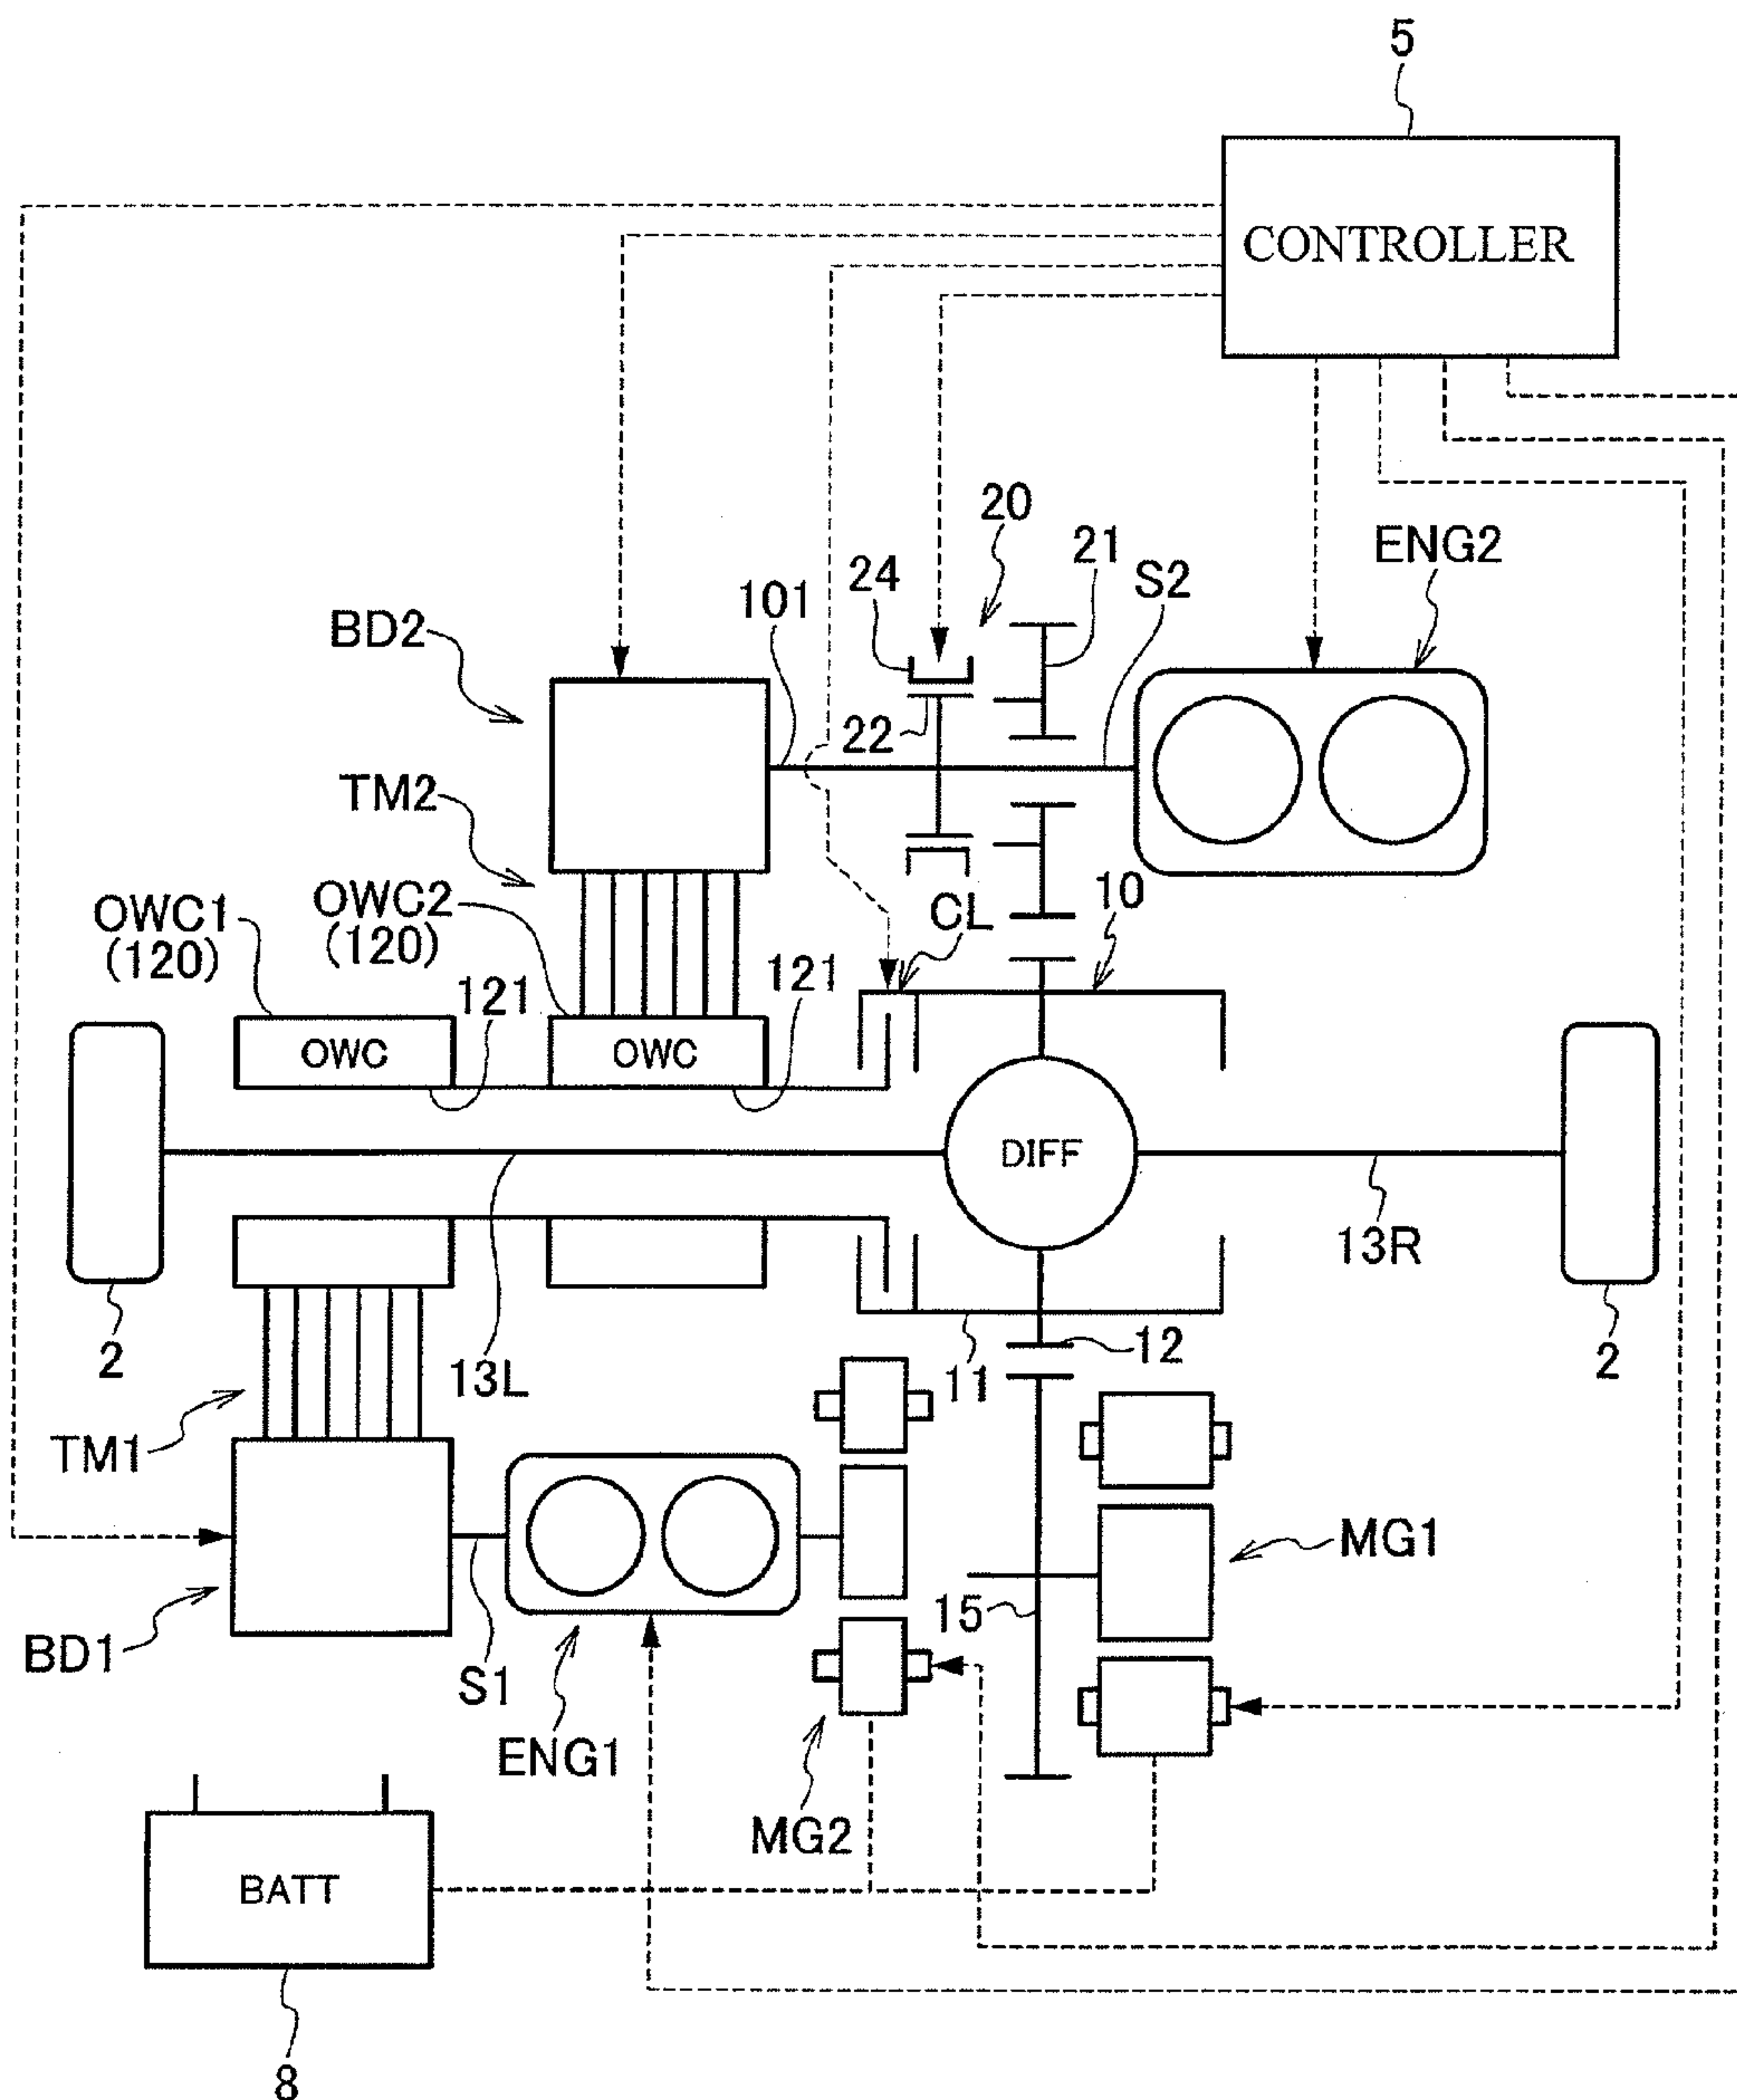 5
CONTROLLER
20
21
ENG2
24
S2
101
BD2
22
TM2
OWC1
(120)
OWC2
(120)
CL
10
121
121
OWC
OWC
DIFF
13R
2
13L
11
12
2
TM1
MG1
15
BD1
S1
ENG1
MG2
BATT
8